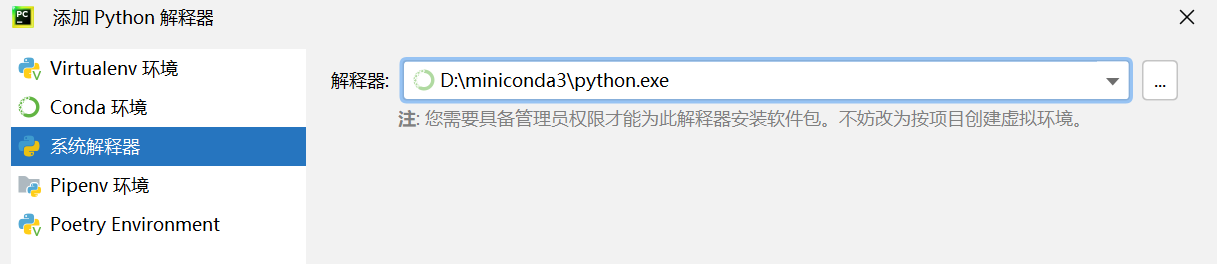 PC
添加 Python 解释器
Virtualenv 环境
Conda 环境
系统解释器
Pipenv 环境
Poetry Environment
解释器: D:\miniconda3\python.exe
...
注: 您需要具备管理员权限才能为此解释器安装软件包。不妨改为按项目创建虚拟环境。